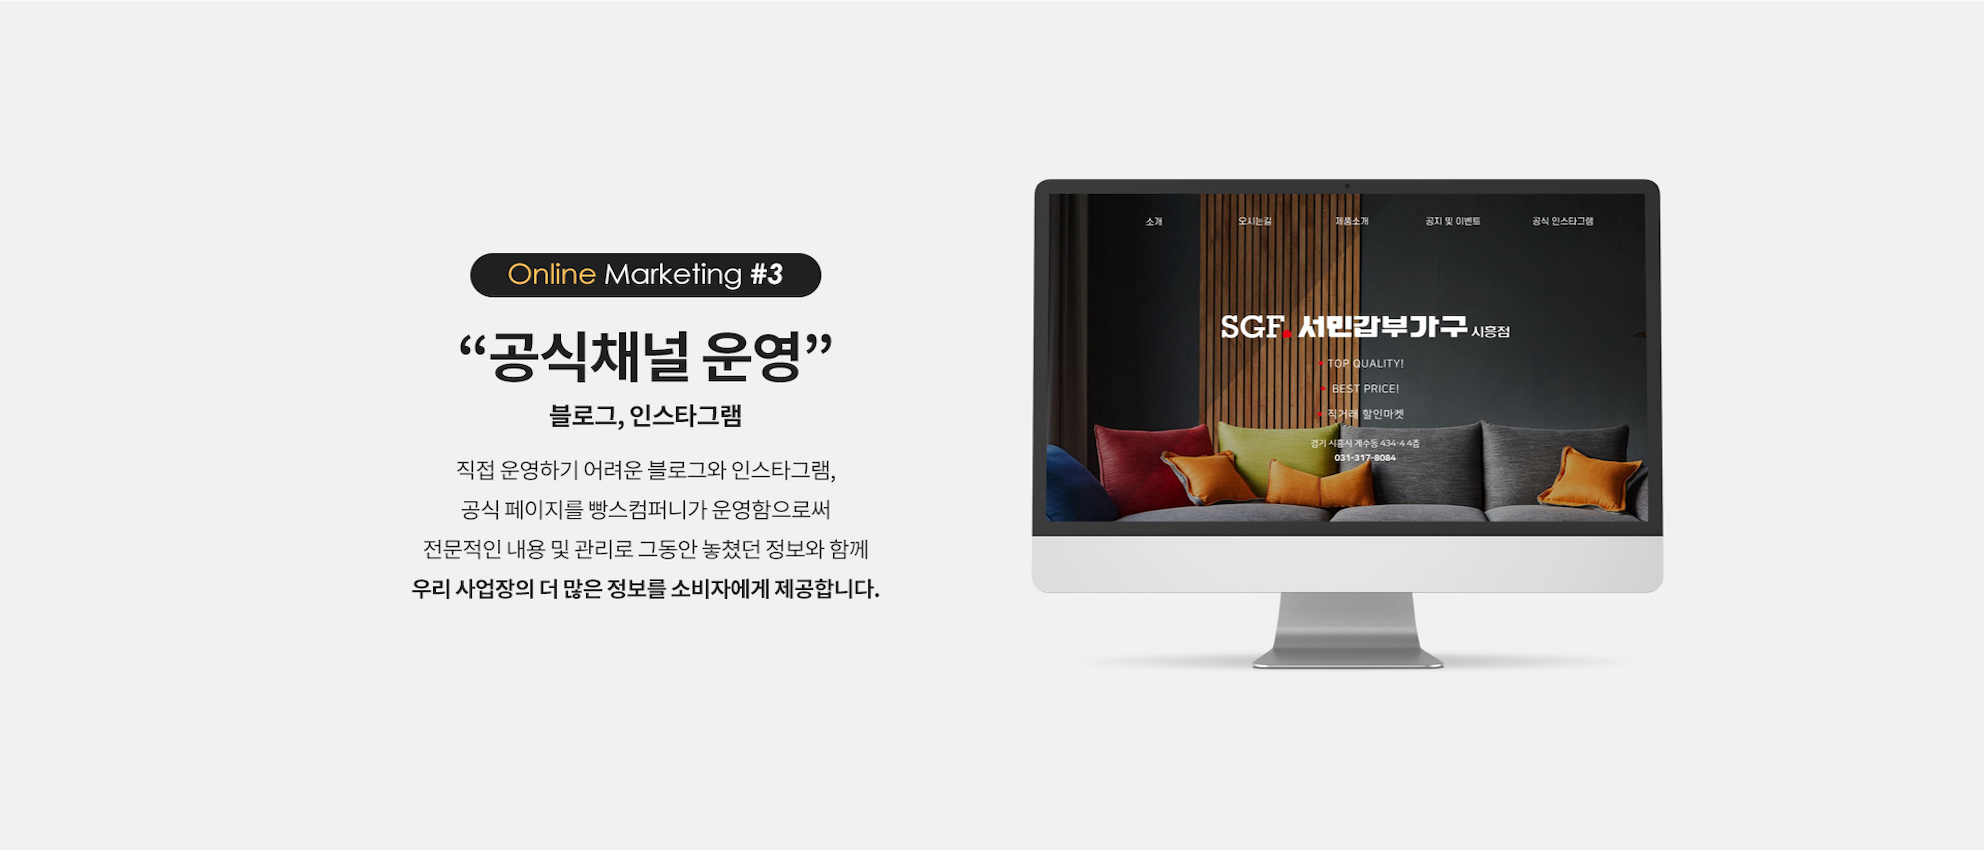 Online Marketing #3
“공식채널 운영”
블로그, 인스타그램
직접 운영하기 어려운 블로그와 인스타그램,
공식 페이지를 빵스컴퍼니가 운영함으로써
전문적인 내용 및 관리로 그동안 놓쳤던 정보와 함께
우리 사업장의 더 많은 정보를 소비자에게 제공합니다.
소개 오시는길 제품소개 공지 및 이벤트 공식 인스타그램
SGF. 서민갑부가구 시흥점
TOP QUALITY!
BEST PRICE!
직거래 할인마켓
경기 시흥시 계수동 434-4 4층
031-317-8084